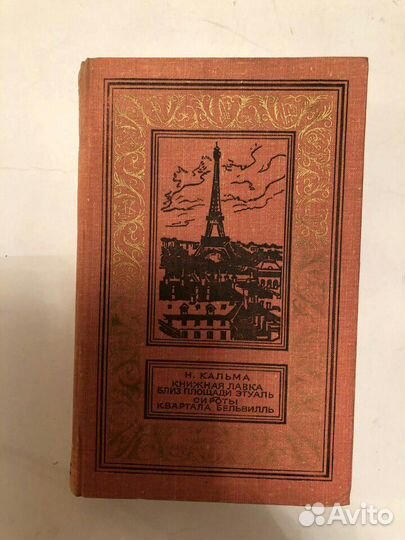 Н. КАЛЬМА
КНИЖНАЯ ЛАВКА
БЛИЗ ПЛОЩАДИ ЭТУАЛЬ
СИРОТЫ
КВАРТАЛА БЕЛЬВИЛЛЬ
Avito